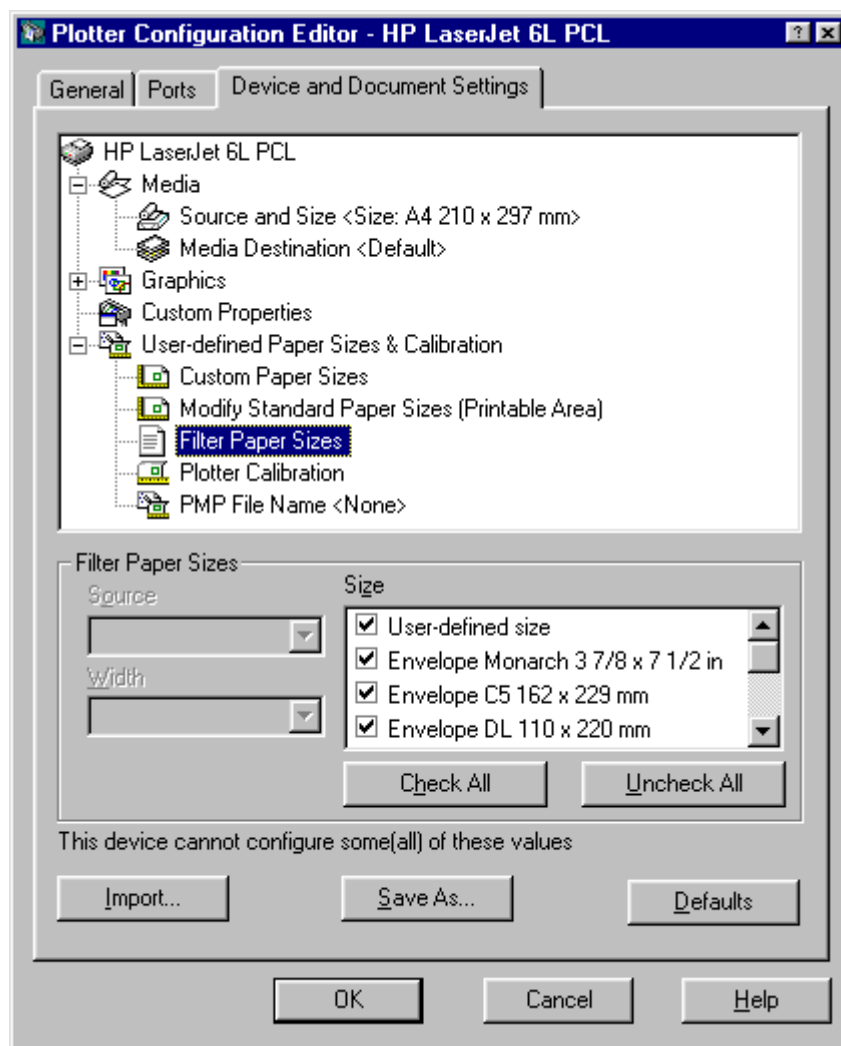 Plotter Configuration Editor - HP LaserJet 6L PCL
General Ports Device and Document Settings
HP LaserJet 6L PCL
Media
Source and Size <Size: A4 210 x 297 mm>
Media Destination <Default>
Graphics
Custom Properties
User-defined Paper Sizes & Calibration
Custom Paper Sizes
Modify Standard Paper Sizes (Printable Area)
Filter Paper Sizes
Plotter Calibration
PMP File Name <None>
Filter Paper Sizes
Source
Width
Size
User-defined size
Envelope Monarch 3 7/8 x 7 1/2 in
Envelope C5 162 x 229 mm
Envelope DL 110 x 220 mm
Check All Uncheck All
This device cannot configure some(all) of these values
Import... Save As... Defaults
OK Cancel Help